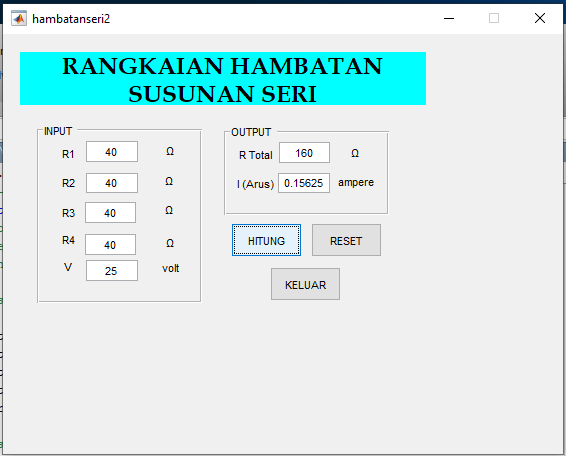 hambatanseri2
RANGKAIAN HAMBATAN
SUSUNAN SERI
INPUT
R1 40 Ω
R2 40 Ω
R3 40 Ω
R4 40 Ω
V 25 volt
OUTPUT
R Total 160 Ω
I (Arus) 0.15625 ampere
HITUNG RESET
KELUAR